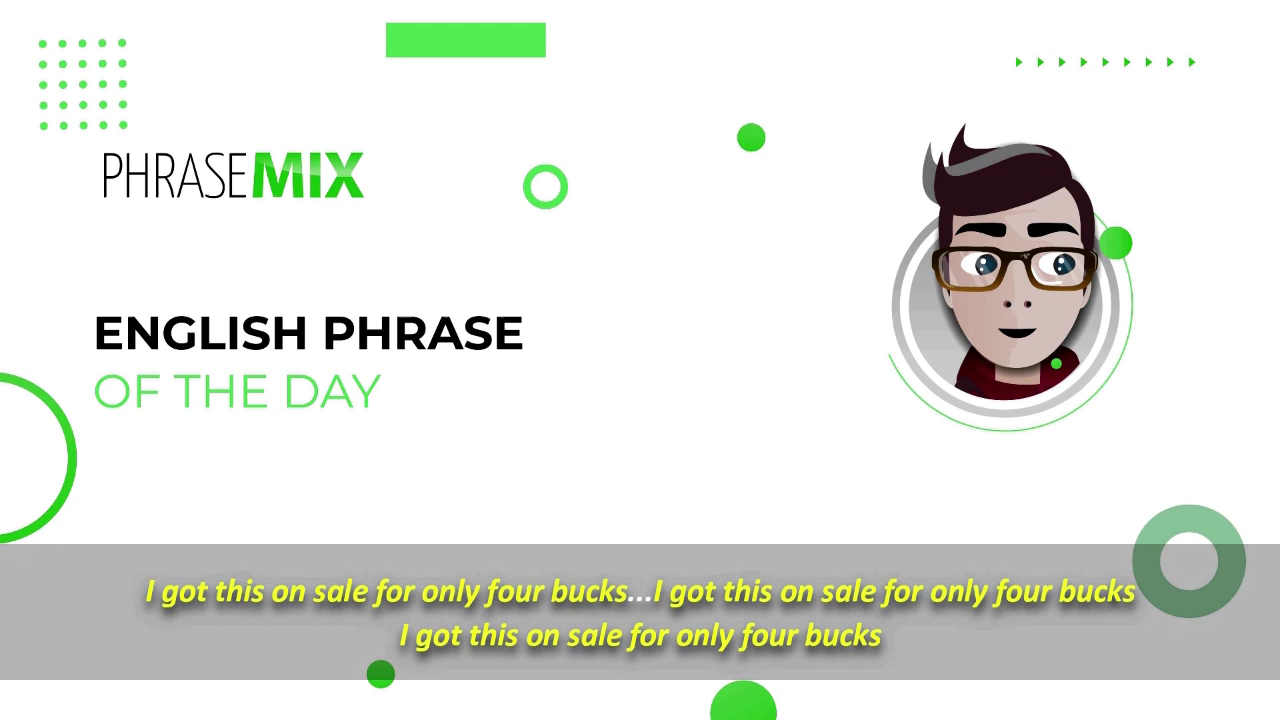 PHRASEMIX
ENGLISH PHRASE
OF THE DAY
I got this on sale for only four bucks...I got this on sale for only four bucks
I got this on sale for only four bucks